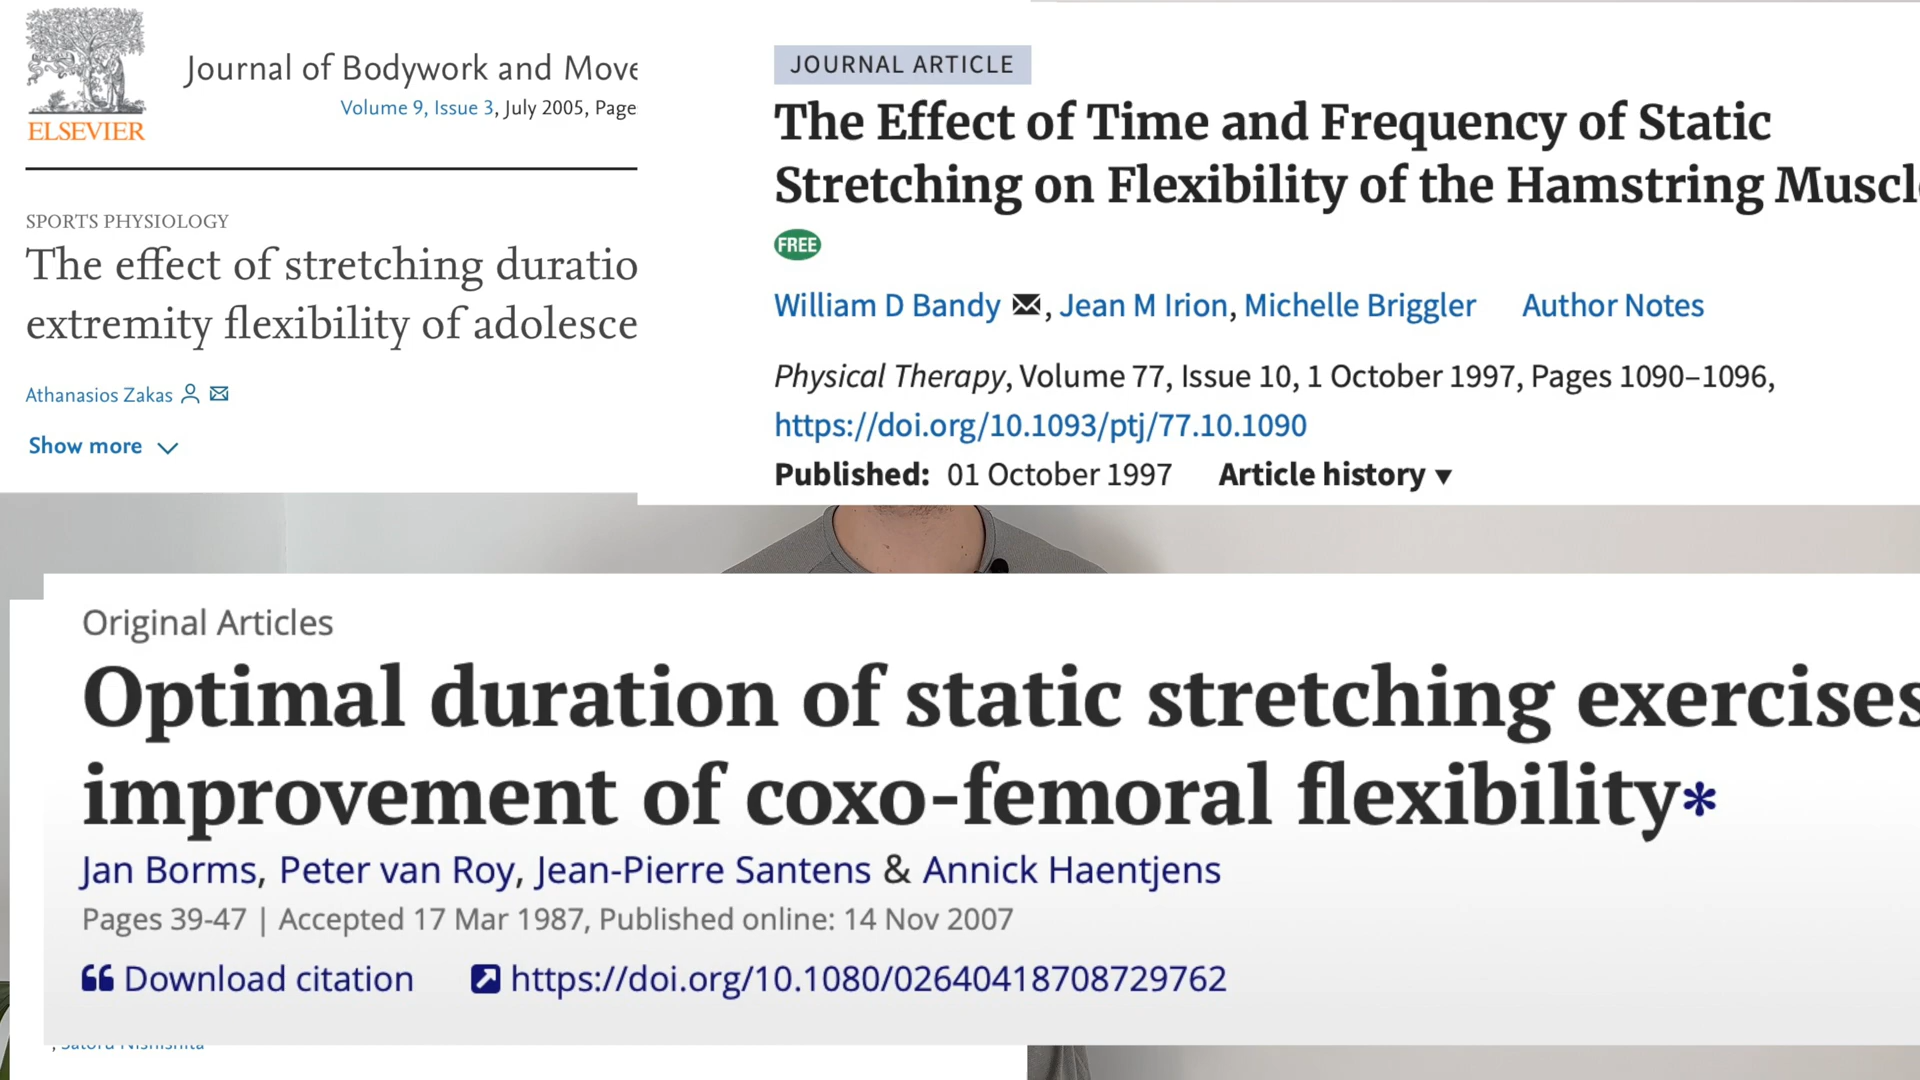 Journal of Bodywork and Move
Volume 9, Issue 3, July 2005, Page
ELSEVIER
SPORTS PHYSIOLOGY
The effect of stretching duratio
extremity flexibility of adolesce
Athanasios Zakas
Show more
JOURNAL ARTICLE
The Effect of Time and Frequency of Static
Stretching on Flexibility of the Hamstring Muscl
FREE
William D Bandy, Jean M Irion, Michelle Briggler Author Notes
Physical Therapy, Volume 77, Issue 10, 1 October 1997, Pages 1090–1096,
https://doi.org/10.1093/ptj/77.10.1090
Published: 01 October 1997 Article history
Original Articles
Optimal duration of static stretching exercises
improvement of coxo-femoral flexibility*
Jan Borms, Peter van Roy, Jean-Pierre Santens & Annick Haentjens
Pages 39-47 | Accepted 17 Mar 1987, Published online: 14 Nov 2007
Download citation https://doi.org/10.1080/02640418708729762